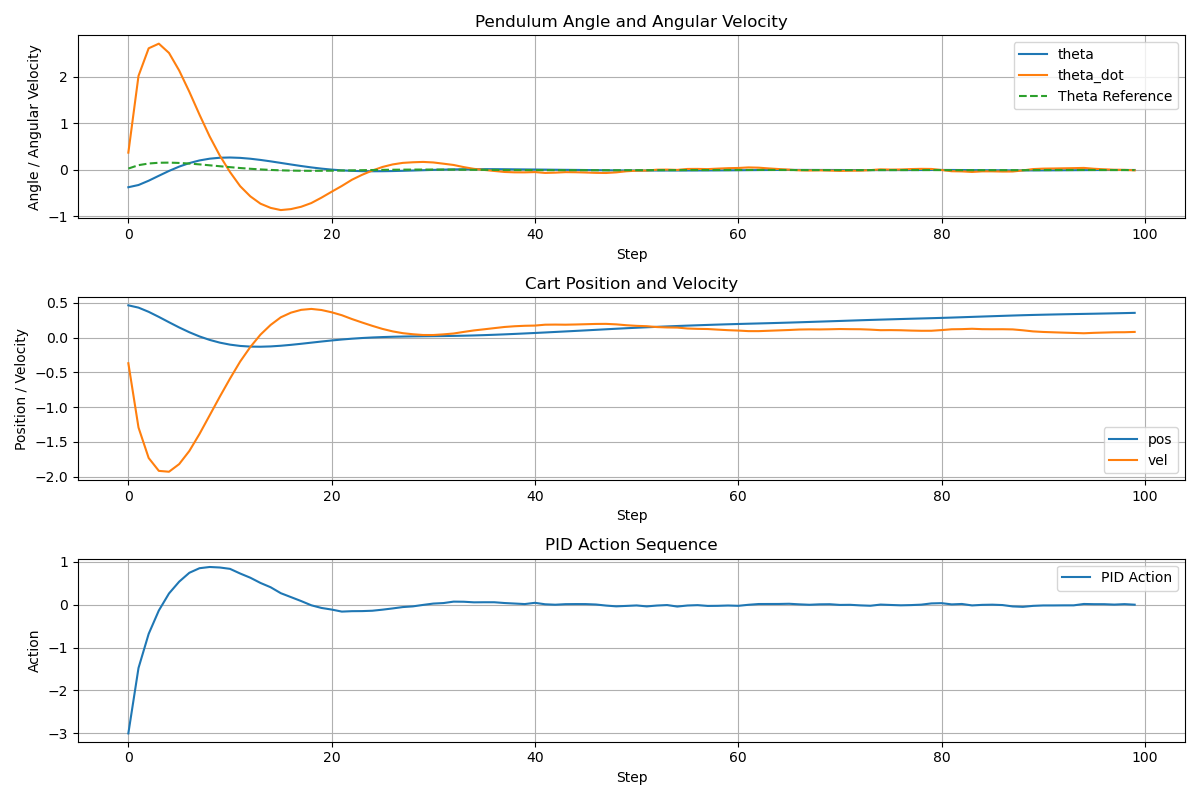 Pendulum Angle and Angular Velocity
Angle / Angular Velocity
2
1
0
−1
theta
theta_dot
Theta Reference
0 20 40 60 80 100
Step
Cart Position and Velocity
Position / Velocity
0.5
0.0
−0.5
−1.0
−1.5
−2.0
pos
vel
0 20 40 60 80 100
Step
PID Action Sequence
Action
1
0
−1
−2
−3
PID Action
0 20 40 60 80 100
Step